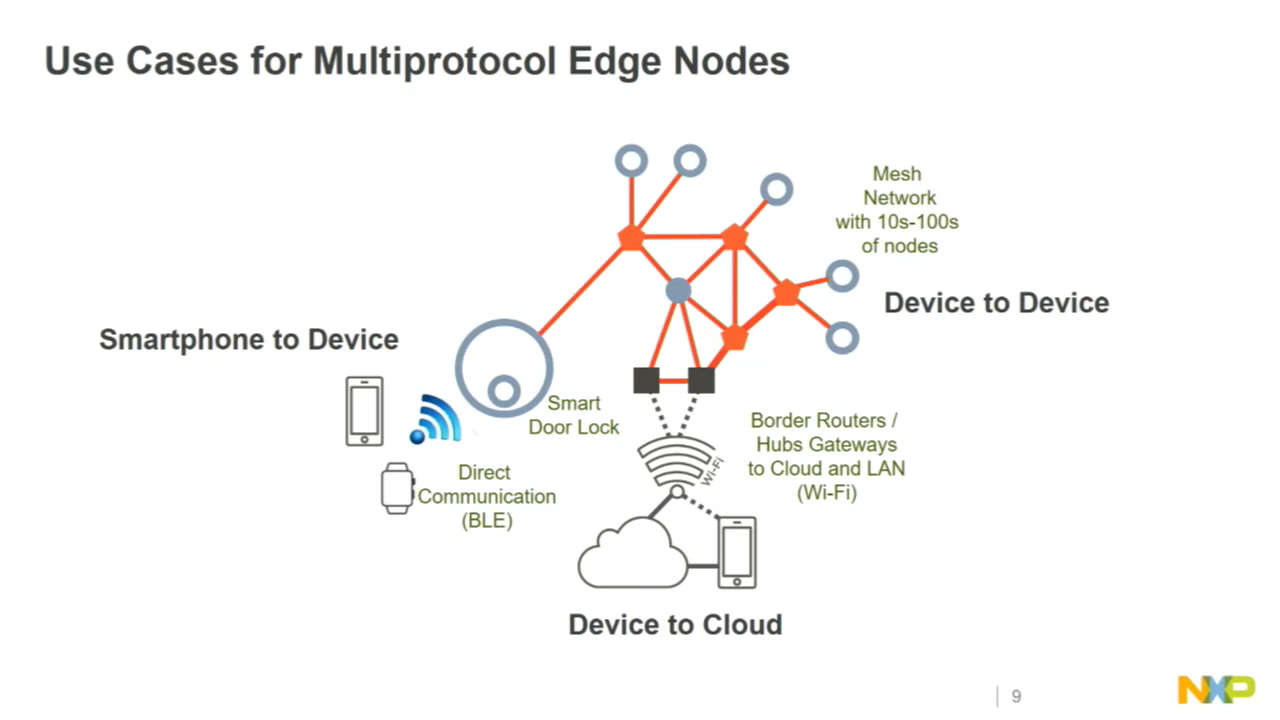 Use Cases for Multiprotocol Edge Nodes
Mesh
Network
with 10s-100s
of nodes
Device to Device
Smartphone to Device
Smart
Door Lock
Direct
Communication
(BLE)
Border Routers /
Hubs Gateways
to Cloud and LAN
(Wi-Fi)
Wi-Fi
Device to Cloud
9
NXP